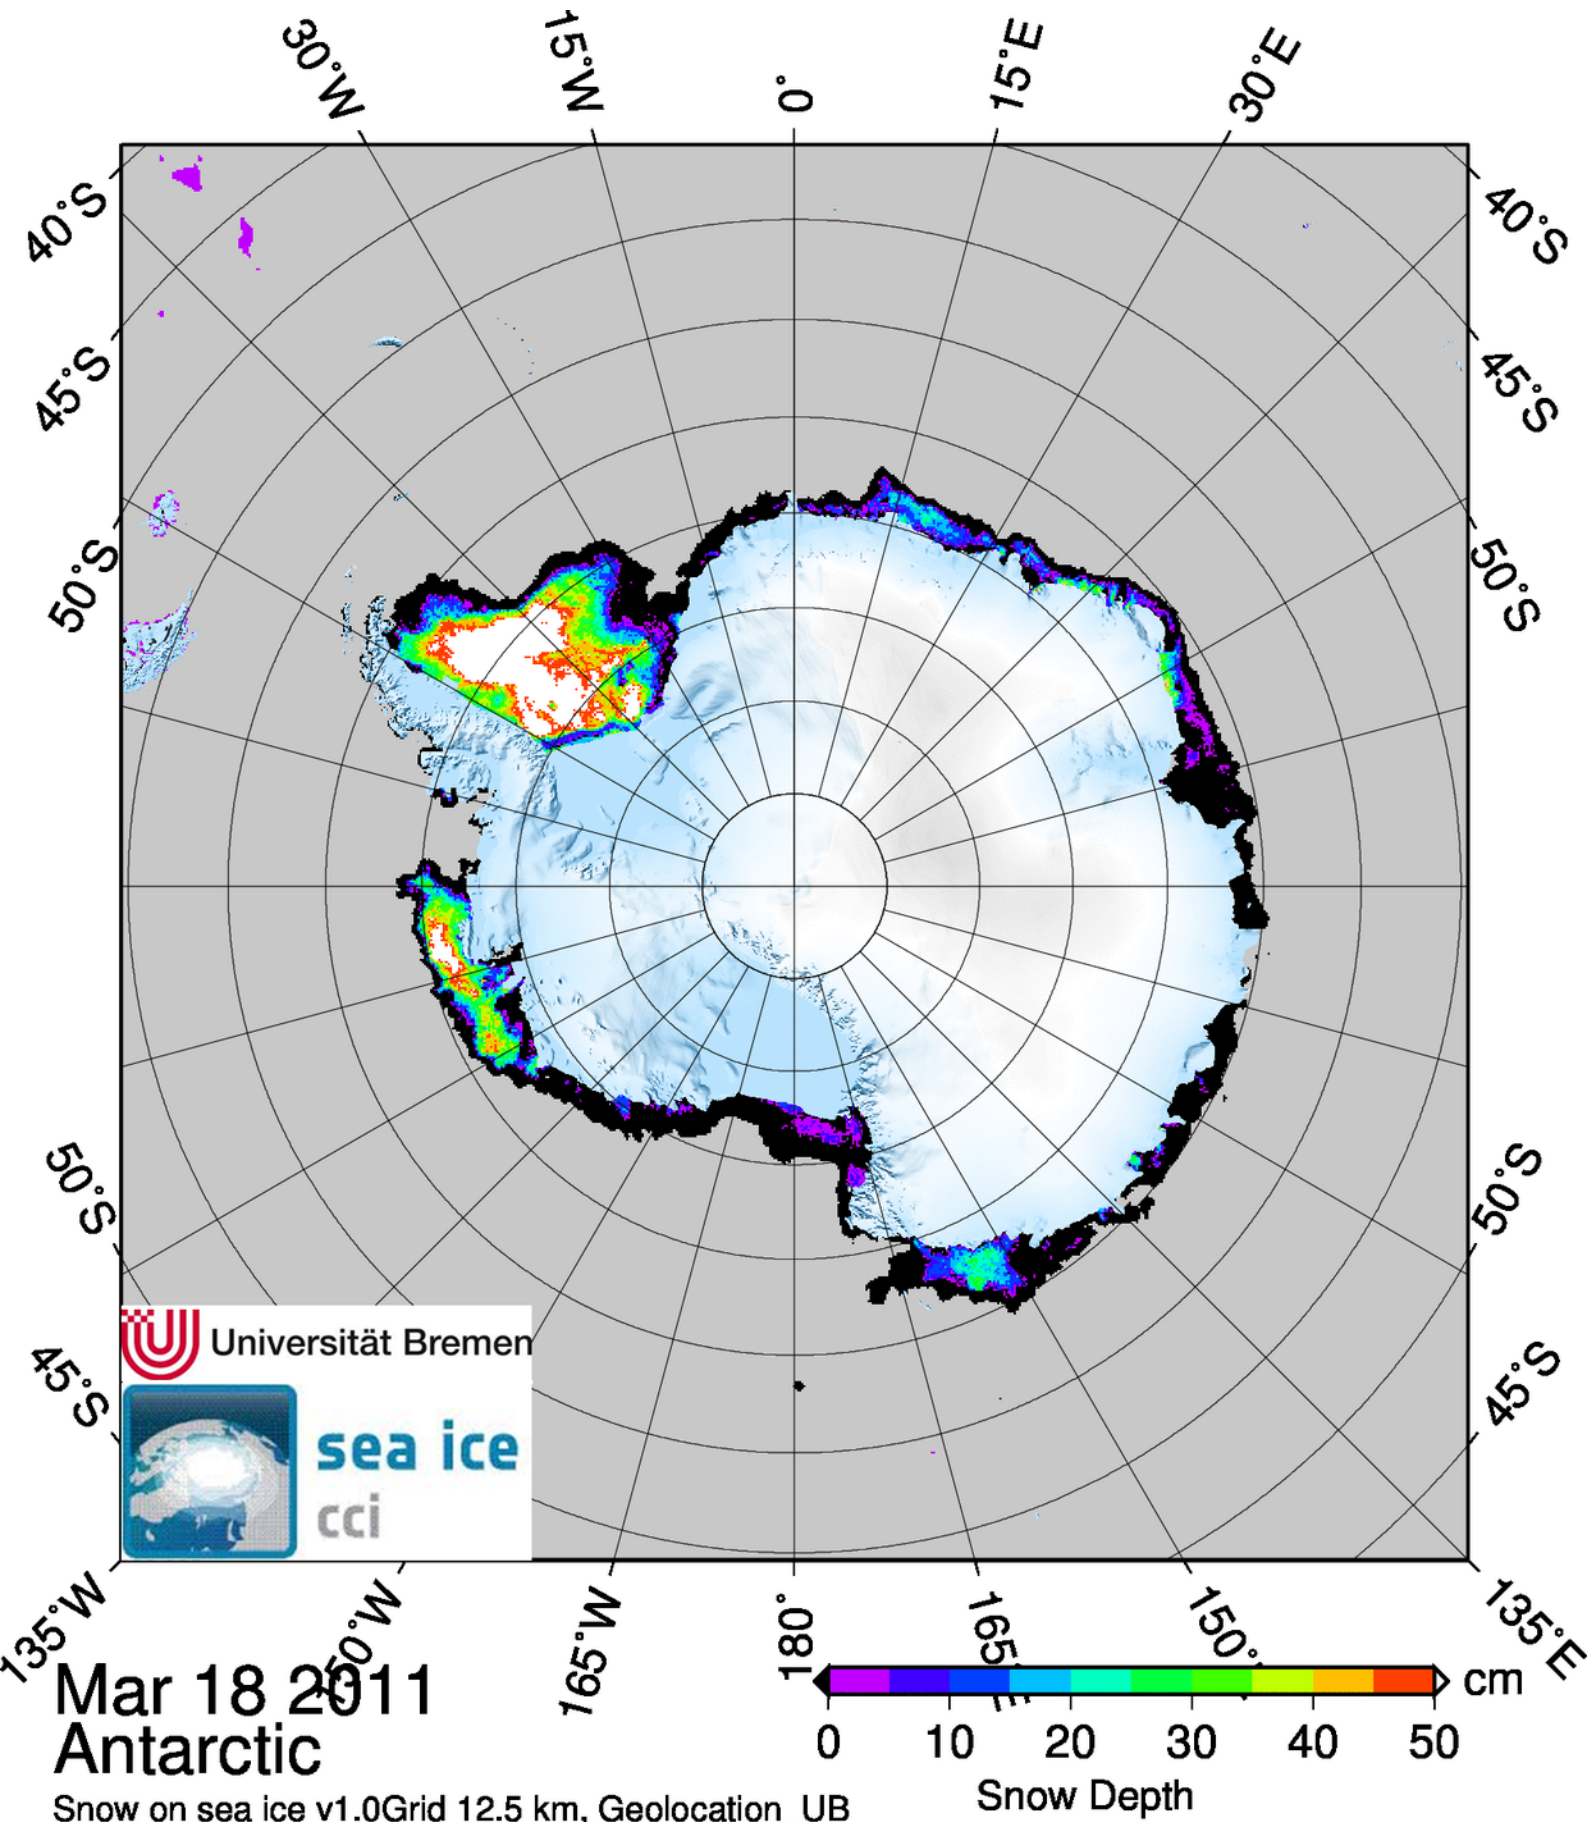 30°W 15°W 0° 15°E 30°E
40°S 40°S
45°S 45°S
50°S 50°S
50°S 50°S
45°S 45°S
Universität Bremen
sea ice
cci
135°W 165°W 180° 150° 135°E
Mar 18 2011
Antarctic
Snow on sea ice v1.0Grid 12.5 km, Geolocation UB
cm
0 10 20 30 40 50
Snow Depth